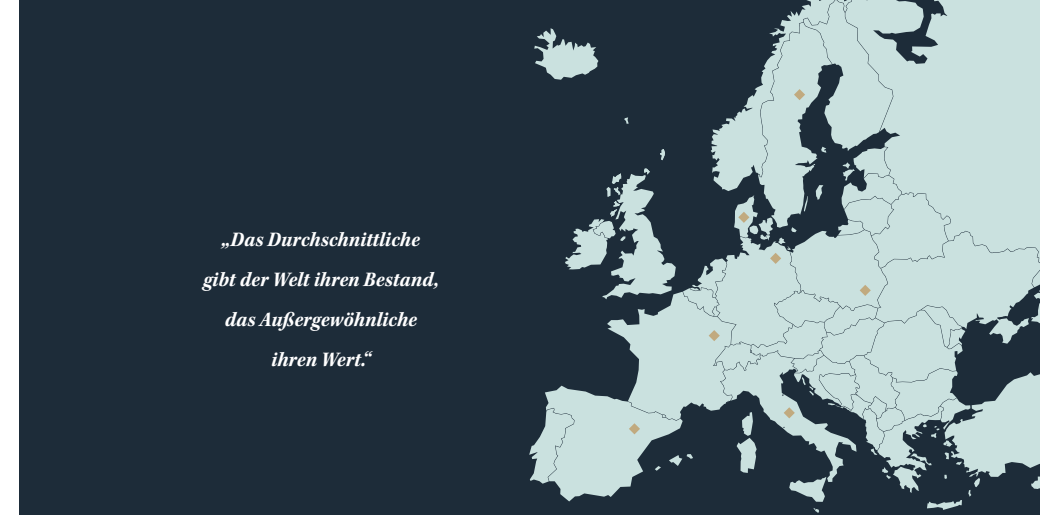 „Das Durchschnittliche
gibt der Welt ihren Bestand,
das Außergewöhnliche
ihren Wert.“